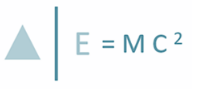 E = M C ²